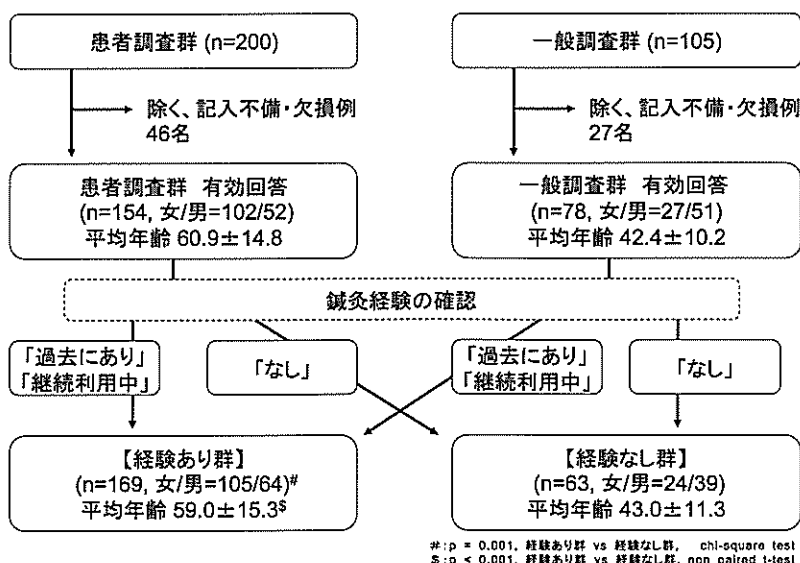 患者調査群 (n=200)
一般調査群 (n=105)
除く、記入不備・欠損例
46名
除く、記入不備・欠損例
27名
患者調査群 有効回答
(n=154, 女/男=102/52)
平均年齢 60.9±14.8
一般調査群 有効回答
(n=78, 女/男=27/51)
平均年齢 42.4±10.2
鍼灸経験の確認
「過去にあり」
「継続利用中」
「なし」
「過去にあり」
「継続利用中」
「なし」
【経験あり群】
(n=169, 女/男=105/64)#
平均年齢 59.0±15.3$
【経験なし群】
(n=63, 女/男=24/39)
平均年齢 43.0±11.3
#:p = 0.001, 経験あり群 vs 経験なし群, chi-square test
$:p < 0.001, 経験あり群 vs 経験なし群, non paired t-test